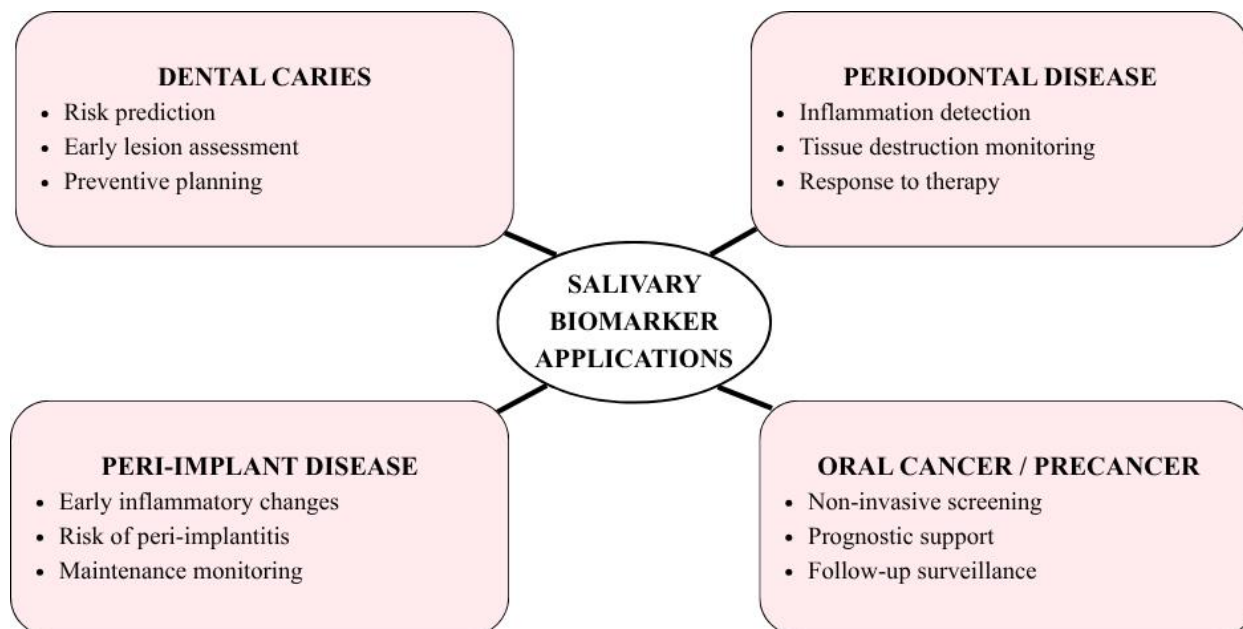 DENTAL CARIES
• Risk prediction
• Early lesion assessment
• Preventive planning
PERIODONTAL DISEASE
• Inflammation detection
• Tissue destruction monitoring
• Response to therapy
SALIVARY
BIOMARKER
APPLICATIONS
PERI-IMPLANT DISEASE
• Early inflammatory changes
• Risk of peri-implantitis
• Maintenance monitoring
ORAL CANCER / PRECANCER
• Non-invasive screening
• Prognostic support
• Follow-up surveillance